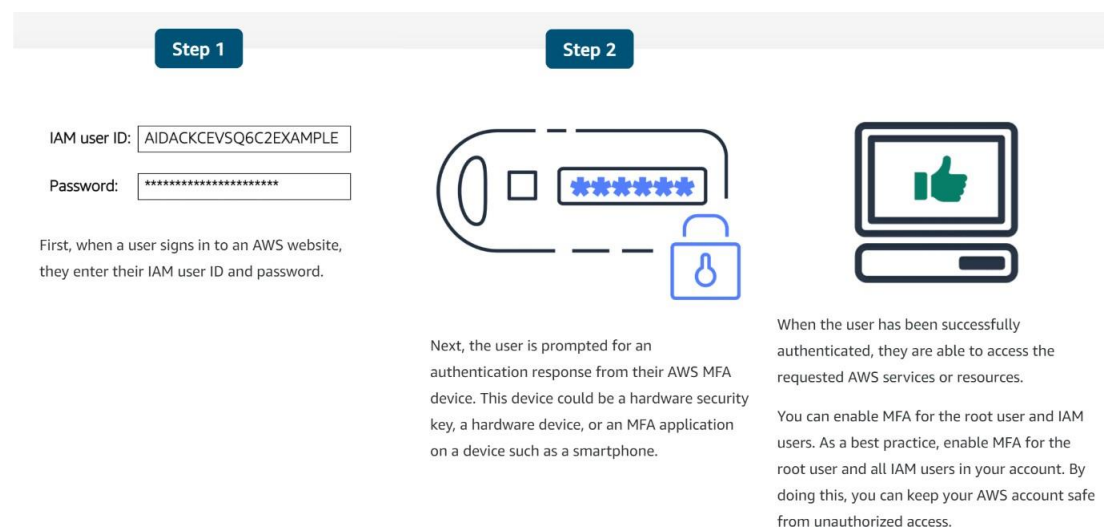 Step 1
IAM user ID: AIDACKCEVSQ6C2EXAMPLE
Password: **********************
First, when a user signs in to an AWS website,
they enter their IAM user ID and password.
Step 2
******
Next, the user is prompted for an
authentication response from their AWS MFA
device. This device could be a hardware security
key, a hardware device, or an MFA application
on a device such as a smartphone.
When the user has been successfully
authenticated, they are able to access the
requested AWS services or resources.
You can enable MFA for the root user and IAM
users. As a best practice, enable MFA for the
root user and all IAM users in your account. By
doing this, you can keep your AWS account safe
from unauthorized access.